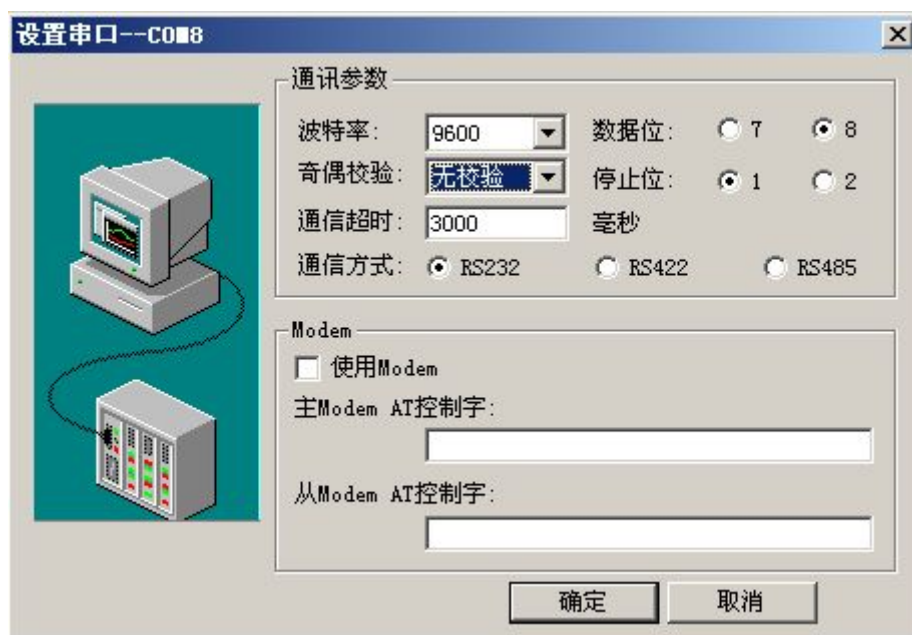 设置串口--COM8
通讯参数
波特率: 9600 数据位: 7 8
奇偶校验: 无校验 停止位: 1 2
通信超时: 3000 毫秒
通信方式: RS232 RS422 RS485
Modem
使用Modem
主Modem AT控制字:
从Modem AT控制字:
确定 取消